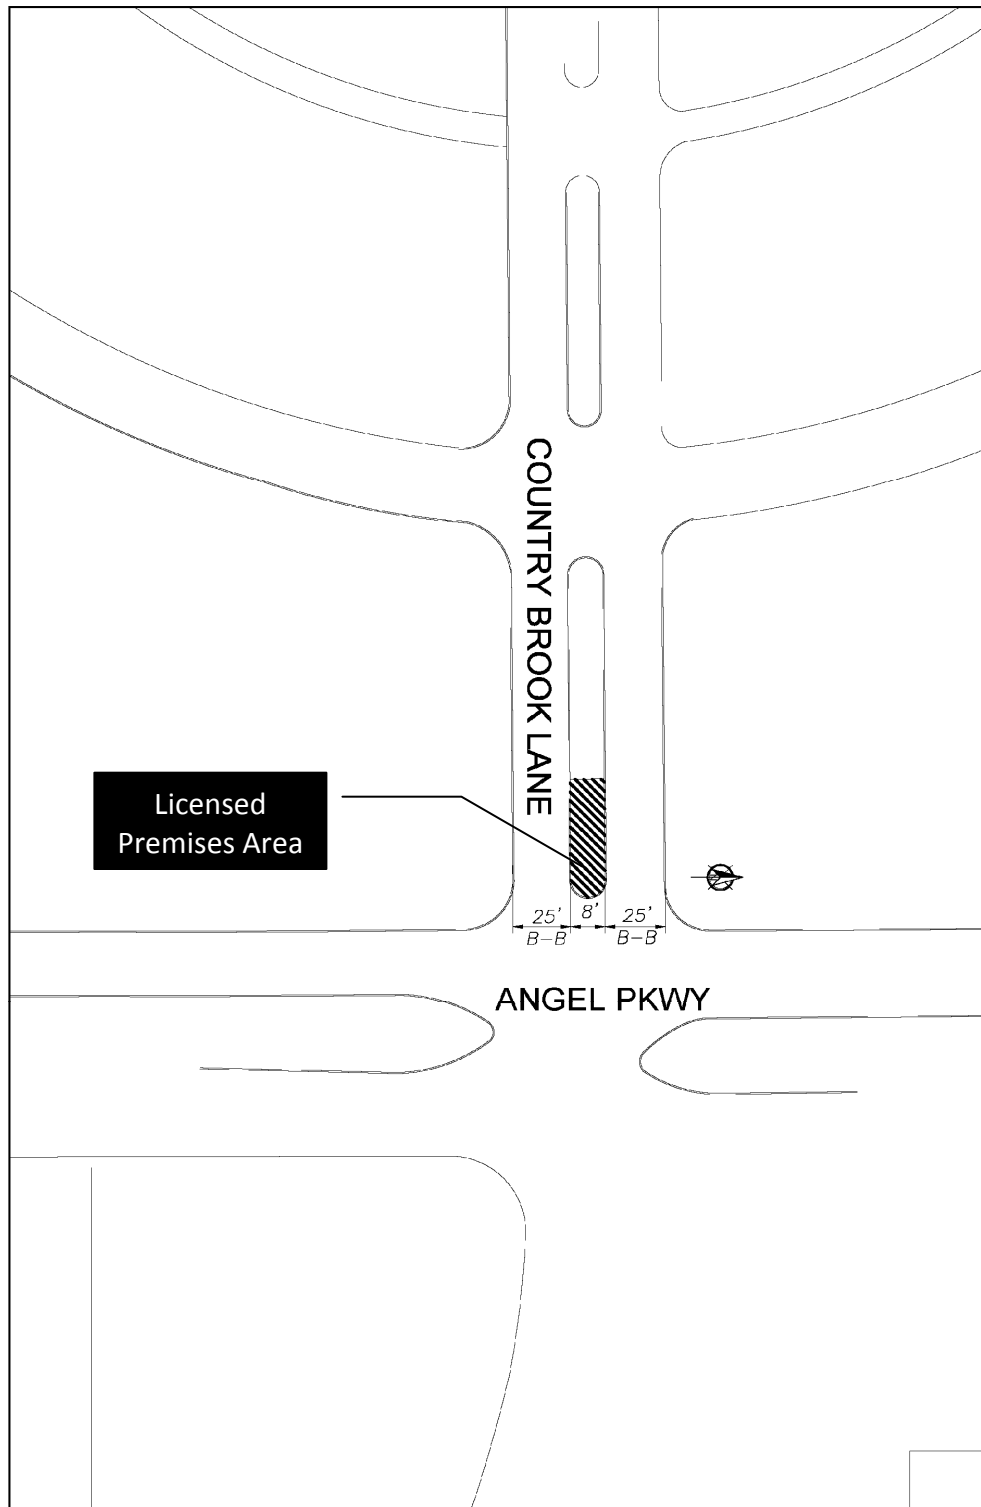 COUNTRY BROOK LANE
Licensed
Premises Area
25'
8'
25'
B-B
B-B
ANGEL PKWY